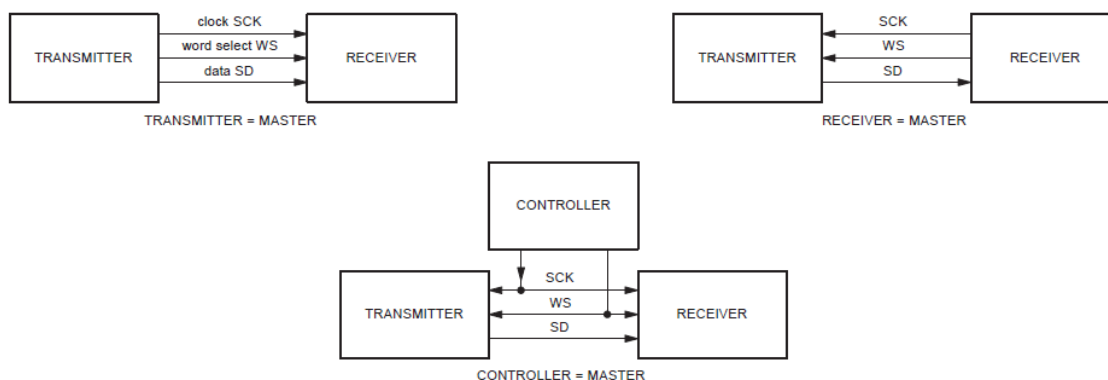 clock SCK
TRANSMITTER
word select WS
RECEIVER
data SD
TRANSMITTER = MASTER
SCK
TRANSMITTER
WS
RECEIVER
SD
RECEIVER = MASTER
CONTROLLER
SCK
TRANSMITTER
WS
RECEIVER
SD
CONTROLLER = MASTER